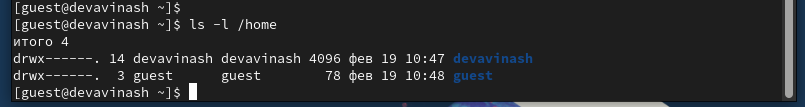 [guest@devavinash ~]$
[guest@devavinash ~]$ ls -l /home
итого 4
drwx------. 14 devavinash devavinash 4096 фев 19 10:47 devavinash
drwx------.  3 guest      guest        78 фев 19 10:48 guest
[guest@devavinash ~]$